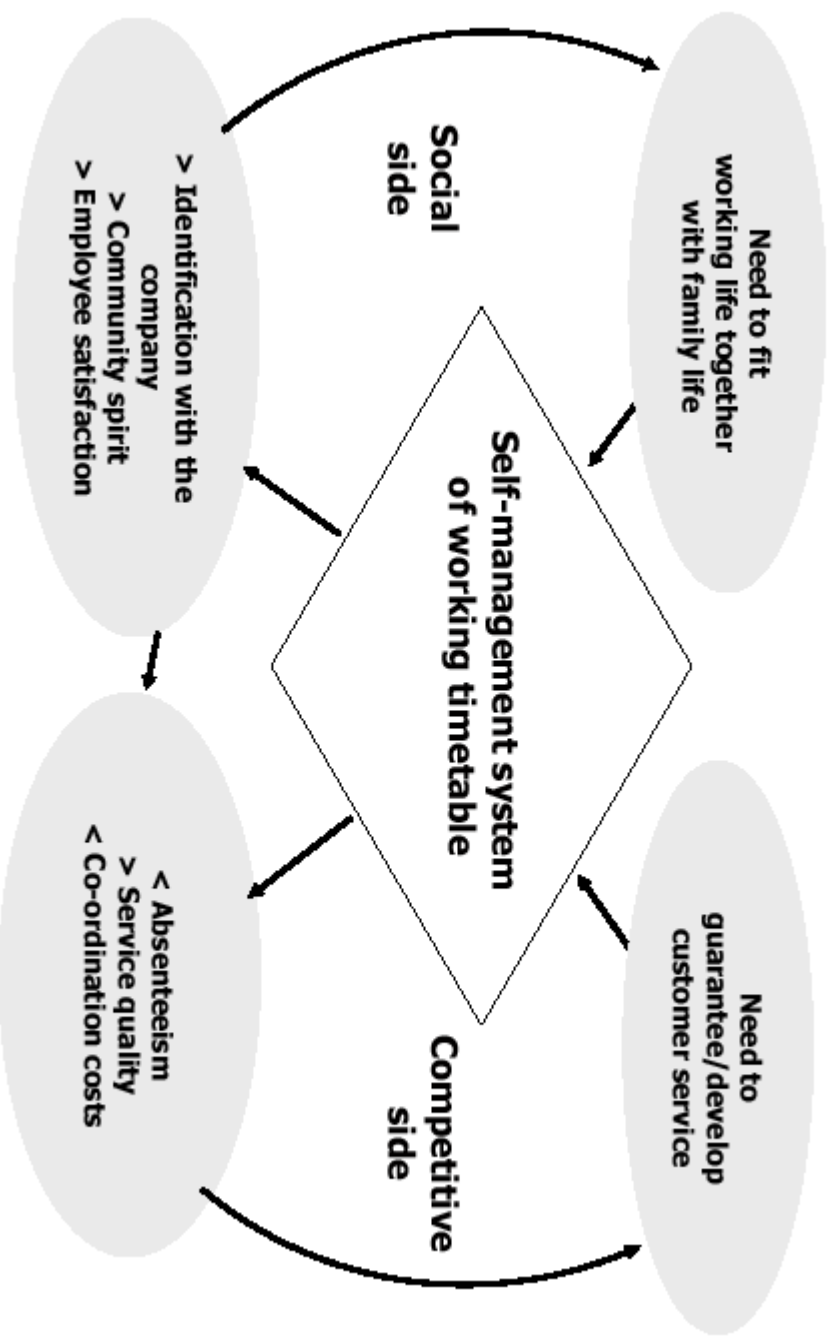 Need to fit
working life together
with family life
Need to
guarantee/develop
customer service
Social
side
Self-management system
of working timetable
Competitive
side
> Identification with the
company
> Community spirit
> Employee satisfaction
< Absenteeism
> Service quality
< Co-ordination costs